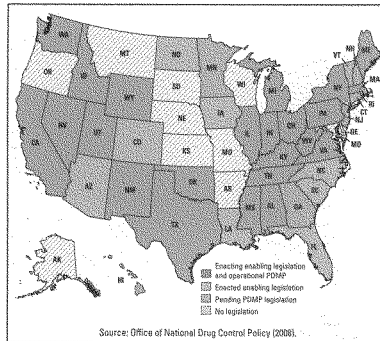 WA
MT
ND
MN
VT
NH
ME
OR
ID
SD
WI
MI
NY
MA
RI
CT
WY
NE
IA
PA
NJ
DE
MD
NV
UT
CO
IL
IN
OH
WV
VA
CA
KS
MO
KY
NC
AZ
NM
OK
AR
TN
SC
TX
LA
MS
AL
GA
FL
AK
HI
Enacting enabling legislation
and operational PDMP
Enacted enabling legislation
Pending PDMP legislation
No legislation
Source: Office of National Drug Control Policy (2008).